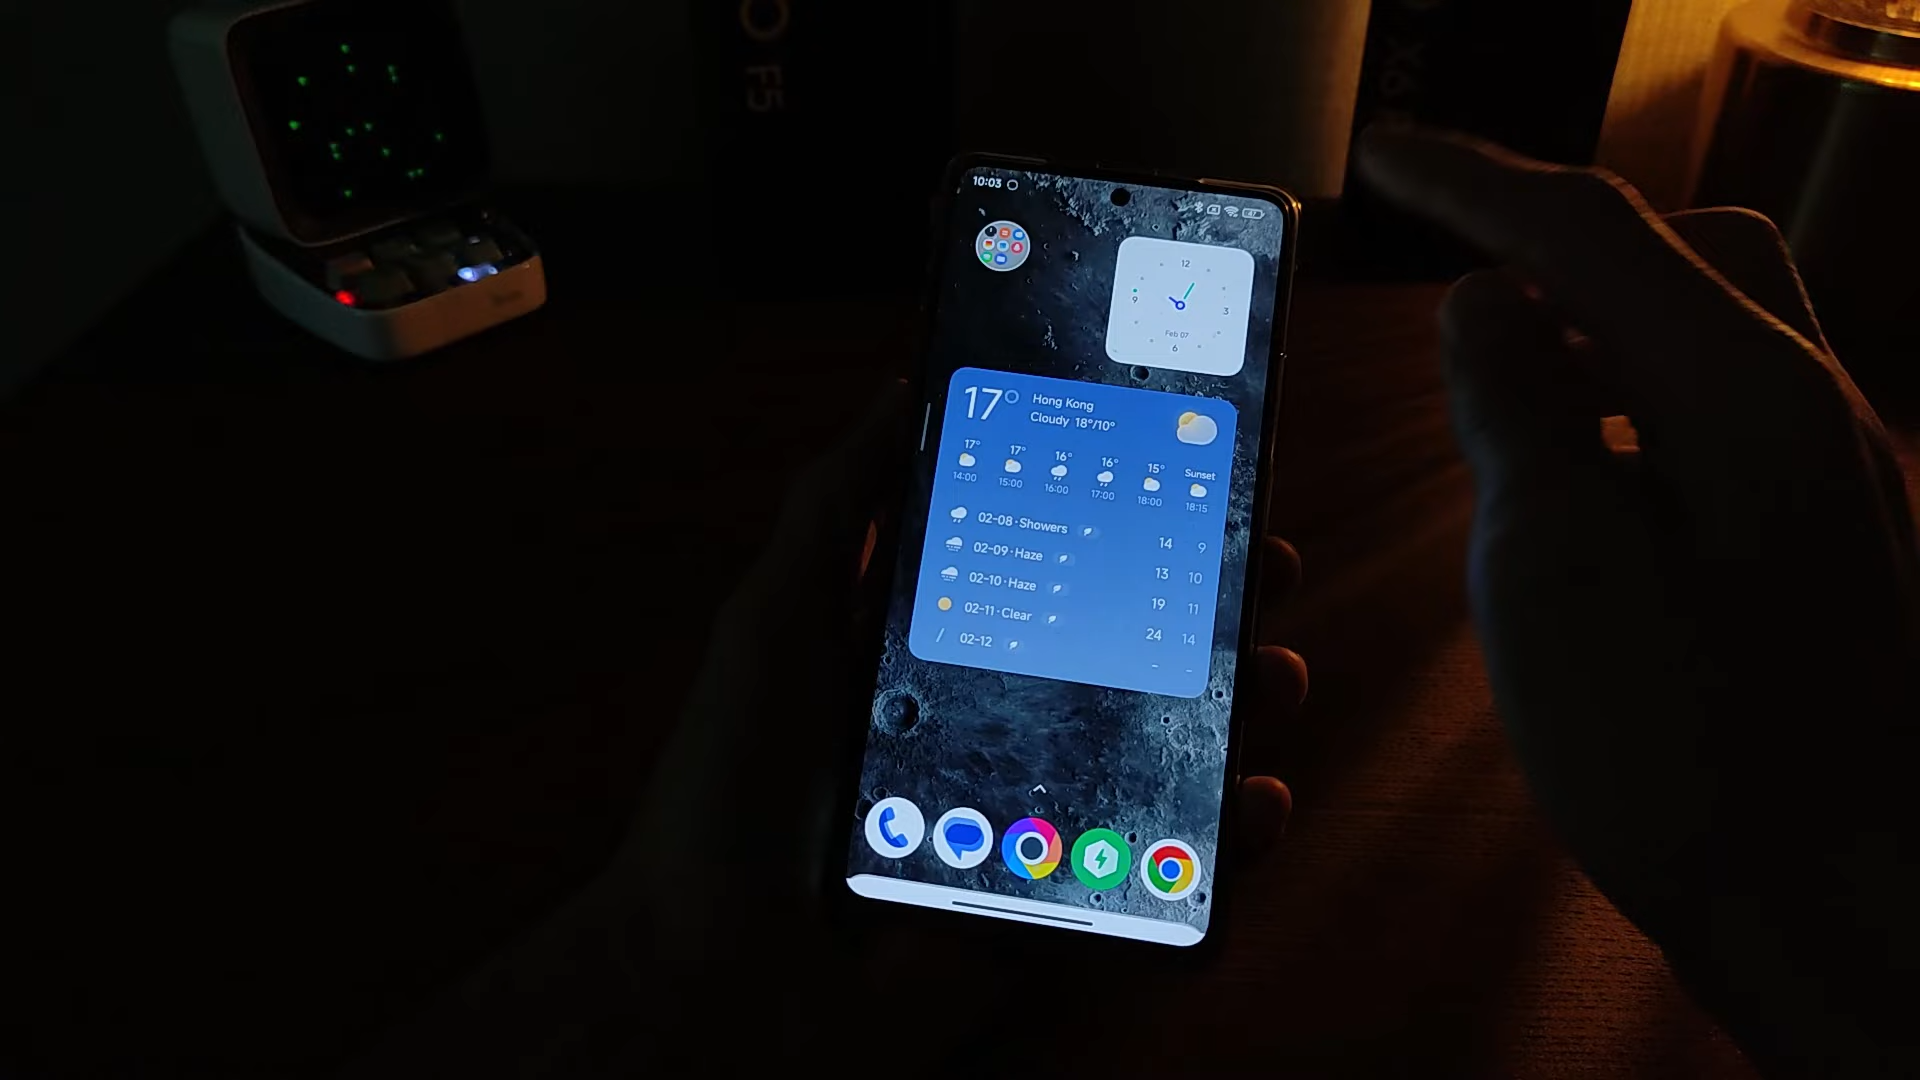 O F5
X6
10:03
47
12
9
3
Feb 07
6
17°
Hong Kong
Cloudy 18°/10°
17° 17° 16° 16° 15° Sunset
14:00 15:00 16:00 17:00 18:00 18:15
02-08·Showers 14 9
02-09·Haze 13 10
02-10·Haze 19 11
02-11·Clear 24 14
02-12 - -